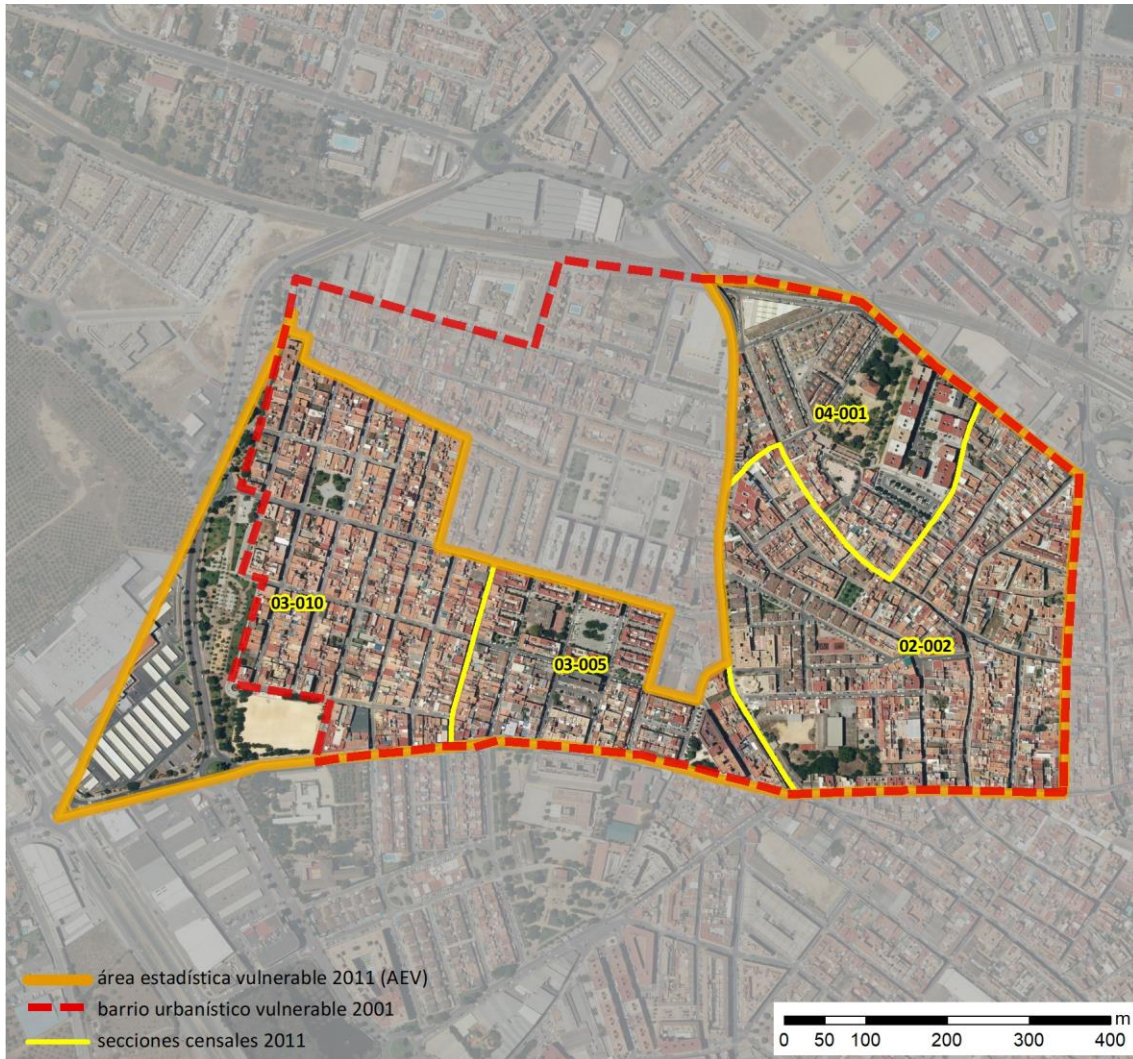 04-001
03-010
03-005
02-002
área estadística vulnerable 2011 (AEV)
barrio urbanístico vulnerable 2001
secciones censales 2011
m
0 50 100 200 300 400